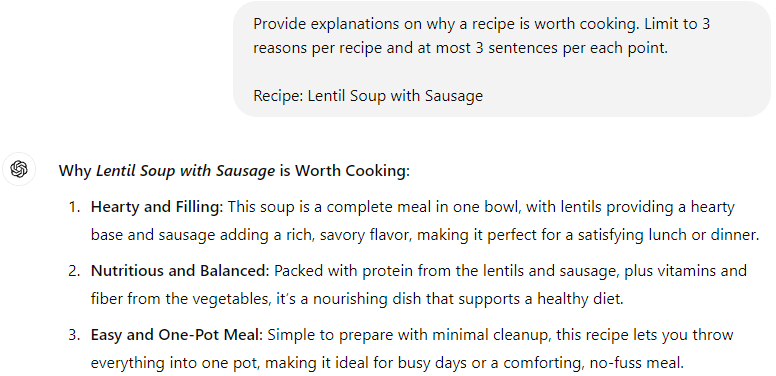 Provide explanations on why a recipe is worth cooking. Limit to 3
reasons per recipe and at most 3 sentences per each point.
Recipe: Lentil Soup with Sausage
Why Lentil Soup with Sausage is Worth Cooking:
1. Hearty and Filling: This soup is a complete meal in one bowl, with lentils providing a hearty
base and sausage adding a rich, savory flavor, making it perfect for a satisfying lunch or dinner.
2. Nutritious and Balanced: Packed with protein from the lentils and sausage, plus vitamins and
fiber from the vegetables, it’s a nourishing dish that supports a healthy diet.
3. Easy and One-Pot Meal: Simple to prepare with minimal cleanup, this recipe lets you throw
everything into one pot, making it ideal for busy days or a comforting, no-fuss meal.